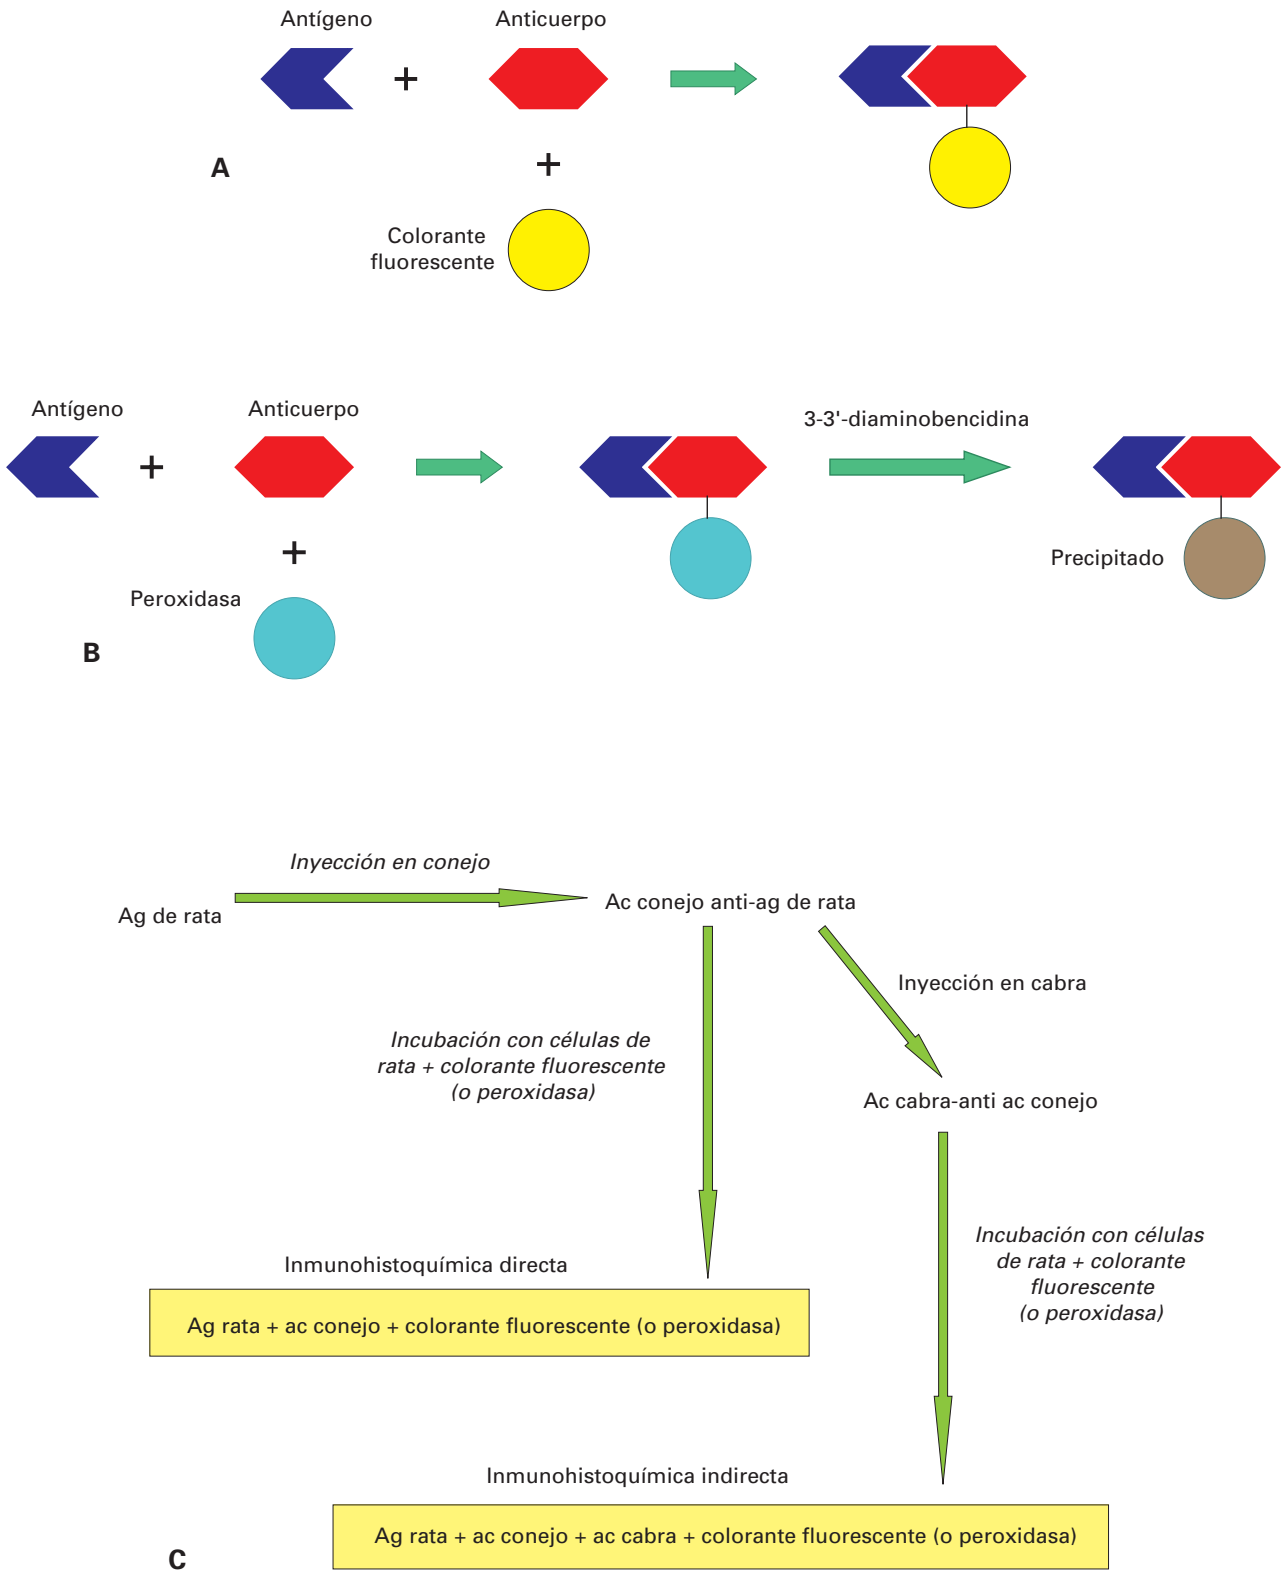 Antígeno
Anticuerpo
+
A
+
Colorante
fluorescente
Antígeno
Anticuerpo
3-3'-diaminobencidina
+
+
Precipitado
Peroxidasa
B
Inyección en conejo
Ag de rata
Ac conejo anti-ag de rata
Inyección en cabra
Incubación con células de
rata + colorante fluorescente
(o peroxidasa)
Ac cabra-anti ac conejo
Incubación con células
de rata + colorante
fluorescente
(o peroxidasa)
Inmunohistoquímica directa
Ag rata + ac conejo + colorante fluorescente (o peroxidasa)
Inmunohistoquímica indirecta
Ag rata + ac conejo + ac cabra + colorante fluorescente (o peroxidasa)
C